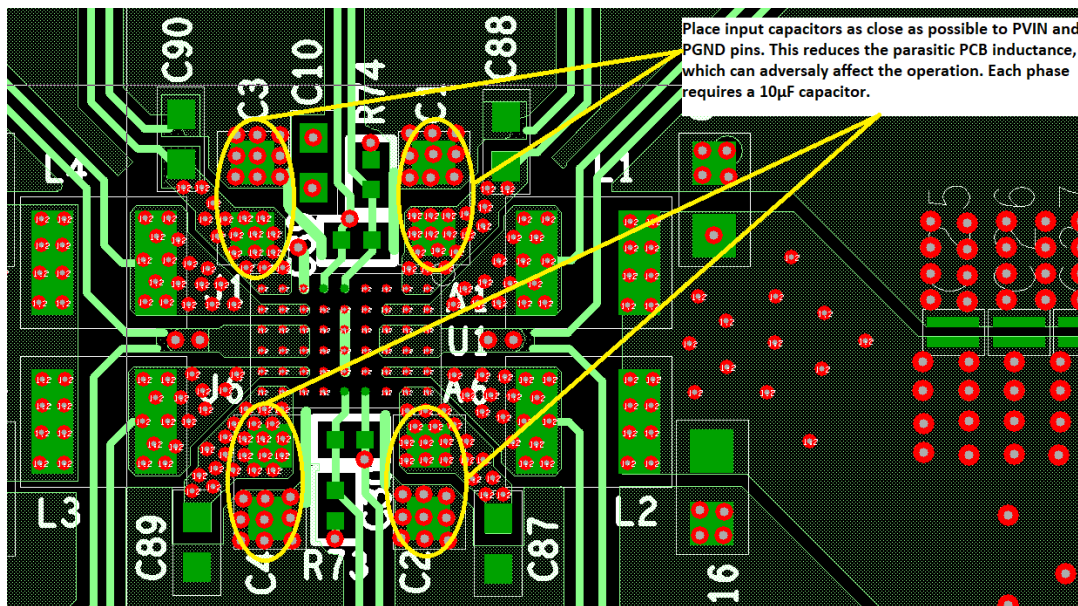 Place input capacitors as close as possible to PVIN and
PGND pins. This reduces the parasitic PCB inductance,
which can adversaly affect the operation. Each phase
requires a 10µF capacitor.
C90
C3
C10
R74
C1
C88
L4
L1
A1
U1
J5
A5
L3
L2
C89
C4
R73
C2
C87
16